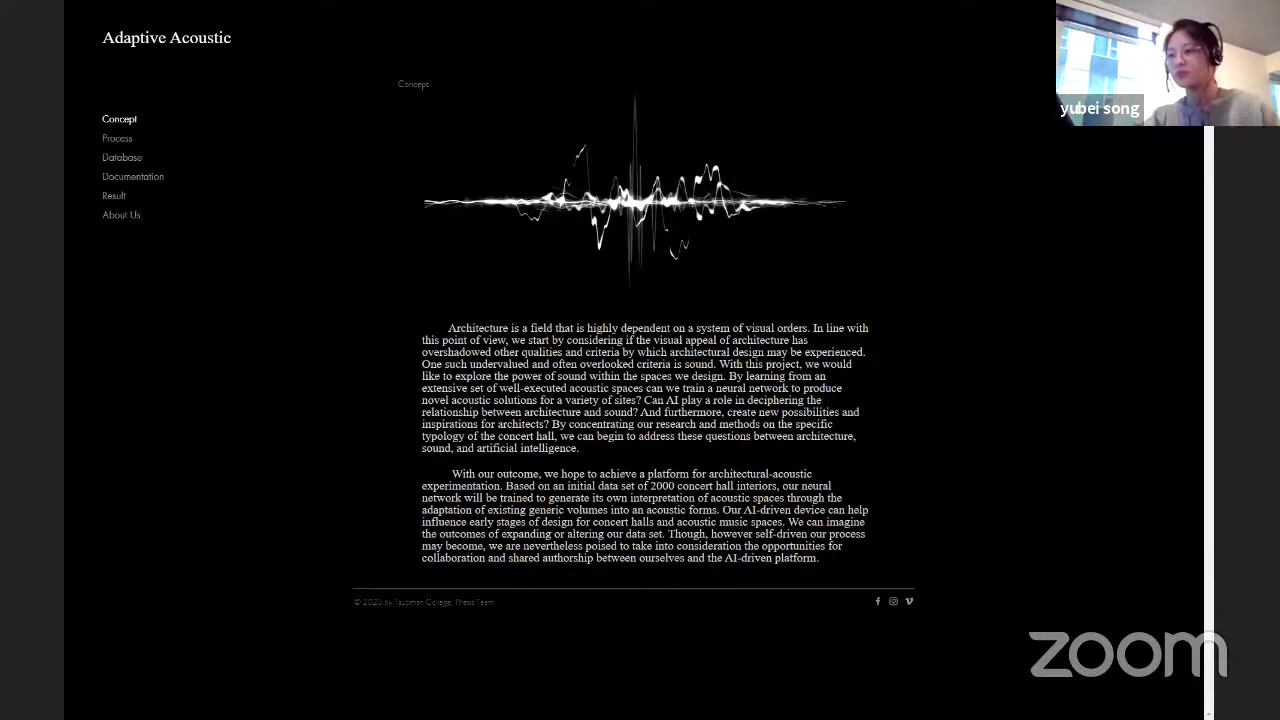 Adaptive Acoustic
yubei song
Concept
Concept
Process
Database
Documentation
Result
About Us
Architecture is a field that is highly dependent on a system of visual orders. In line with
this point of view, we start by considering if the visual appeal of architecture has
overshadowed other qualities and criteria by which architectural design may be experienced.
One such undervalued and often overlooked criteria is sound. With this project, we would
like to explore the power of sound within the spaces we design. By learning from an
extensive set of well-executed acoustic spaces can we train a neural network to produce
novel acoustic solutions for a variety of sites? Can AI play a role in deciphering the
relationship between architecture and sound? And furthermore, create new possibilities and
inspirations for architects? By concentrating our research and methods on the specific
typology of the concert hall, we can begin to address these questions between architecture,
sound, and artificial intelligence.
With our outcome, we hope to achieve a platform for architectural-acoustic
experimentation. Based on an initial data set of 2000 concert hall interiors, our neural
network will be trained to generate its own interpretation of acoustic spaces through the
adaptation of existing generic volumes into an acoustic forms. Our AI-driven device can help
influence early stages of design for concert halls and acoustic music spaces. We can imagine
the outcomes of expanding or altering our data set. Though, however self-driven our process
may become, we are nevertheless poised to take into consideration the opportunities for
collaboration and shared authorship between ourselves and the AI-driven platform.
© 2020 by Taubman College, Thesis Team
zoom